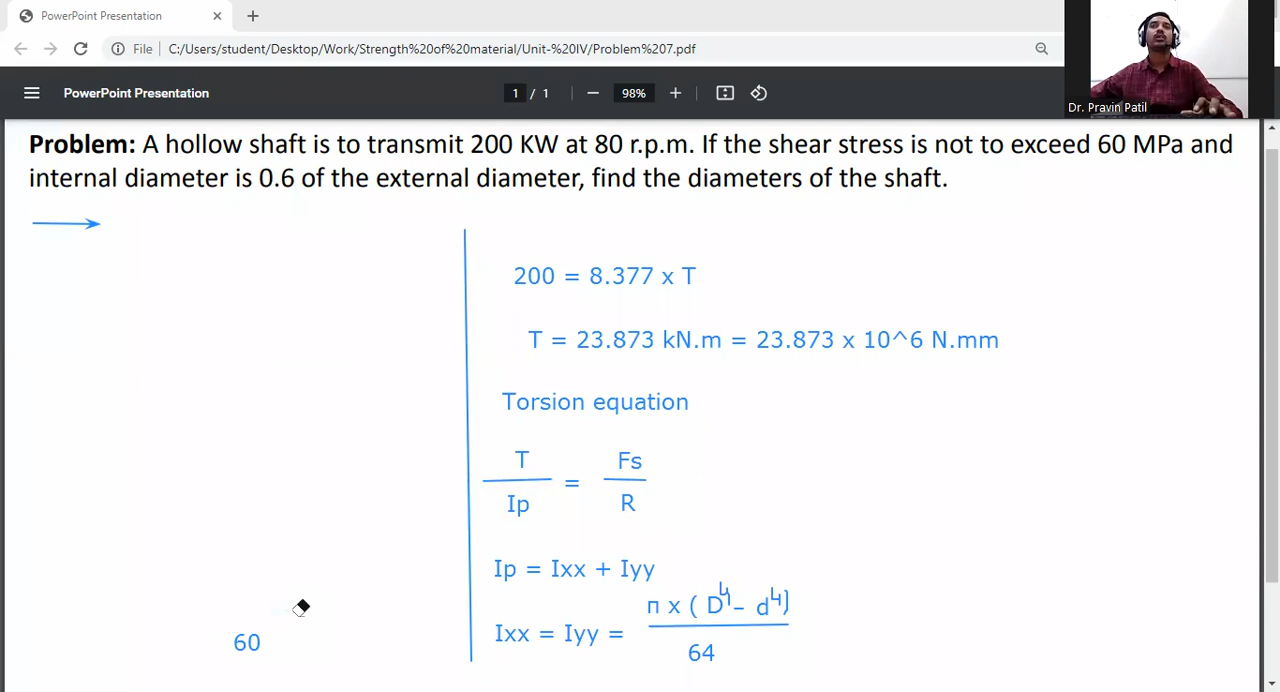 PowerPoint Presentation
File C:/Users/student/Desktop/Work/Strength%20of%20material/Unit-%20IV/Problem%207.pdf
PowerPoint Presentation 1 / 1 98%
Dr. Pravin Patil
Problem: A hollow shaft is to transmit 200 KW at 80 r.p.m. If the shear stress is not to exceed 60 MPa and
internal diameter is 0.6 of the external diameter, find the diameters of the shaft.
200 = 8.377 x T
T = 23.873 kN.m = 23.873 x 10^6 N.mm
Torsion equation
T Fs
=
Ip R
Ip = Ixx + Iyy
п x ( D4 - d4)
Ixx = Iyy =
64
60